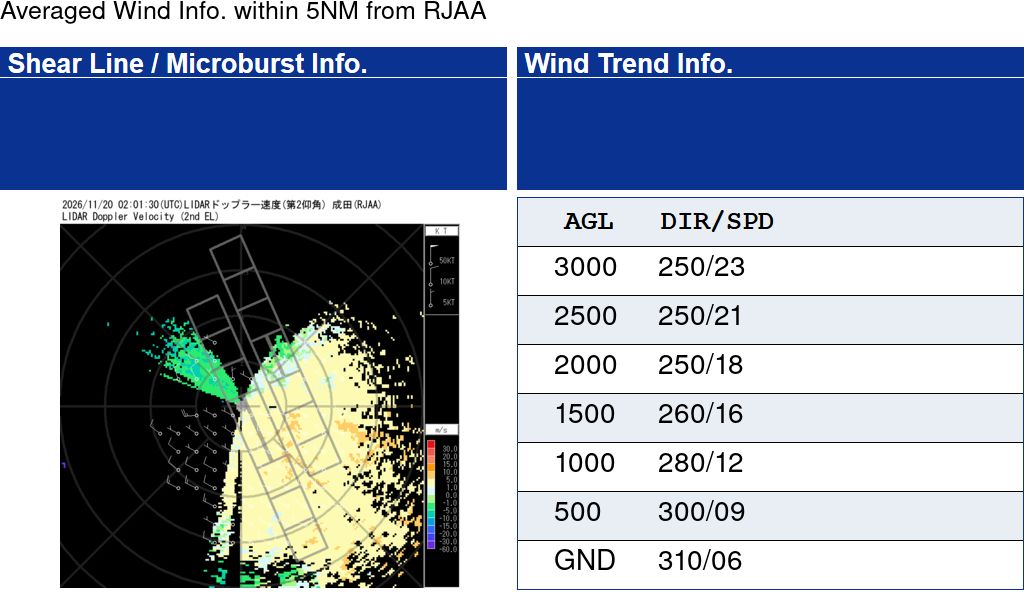 Averaged Wind Info. within 5NM from RJAA
Shear Line / Microburst Info.
Wind Trend Info.
2026/11/20 02:01:30(UTC)LIDARドップラー速度(第2仰角) 成田(RJAA)
LIDAR Doppler Velocity (2nd EL)
K T
50KT
10KT
5KT
m/s
30.0
20.0
15.0
10.0
5.0
1.0
0.0
-1.0
-5.0
-10.0
-15.0
-20.0
-30.0
-60.0
AGL DIR/SPD
3000 250/23
2500 250/21
2000 250/18
1500 260/16
1000 280/12
500 300/09
GND 310/06